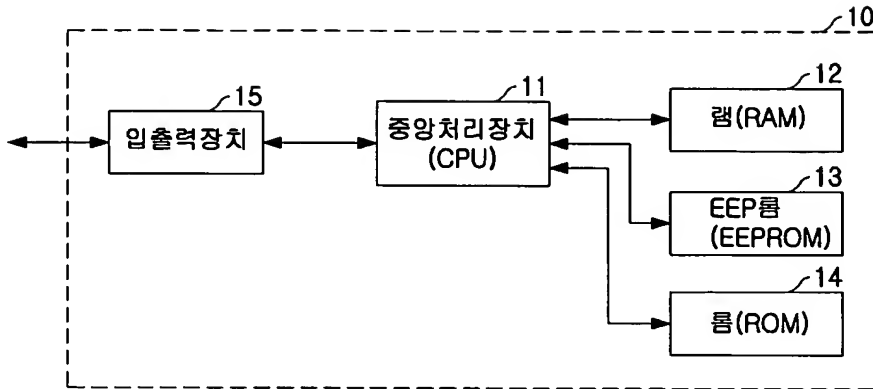 10
15
입출력장치
11
중앙처리장치
(CPU)
12
램(RAM)
13
EEP롬
(EEPROM)
14
롬(ROM)